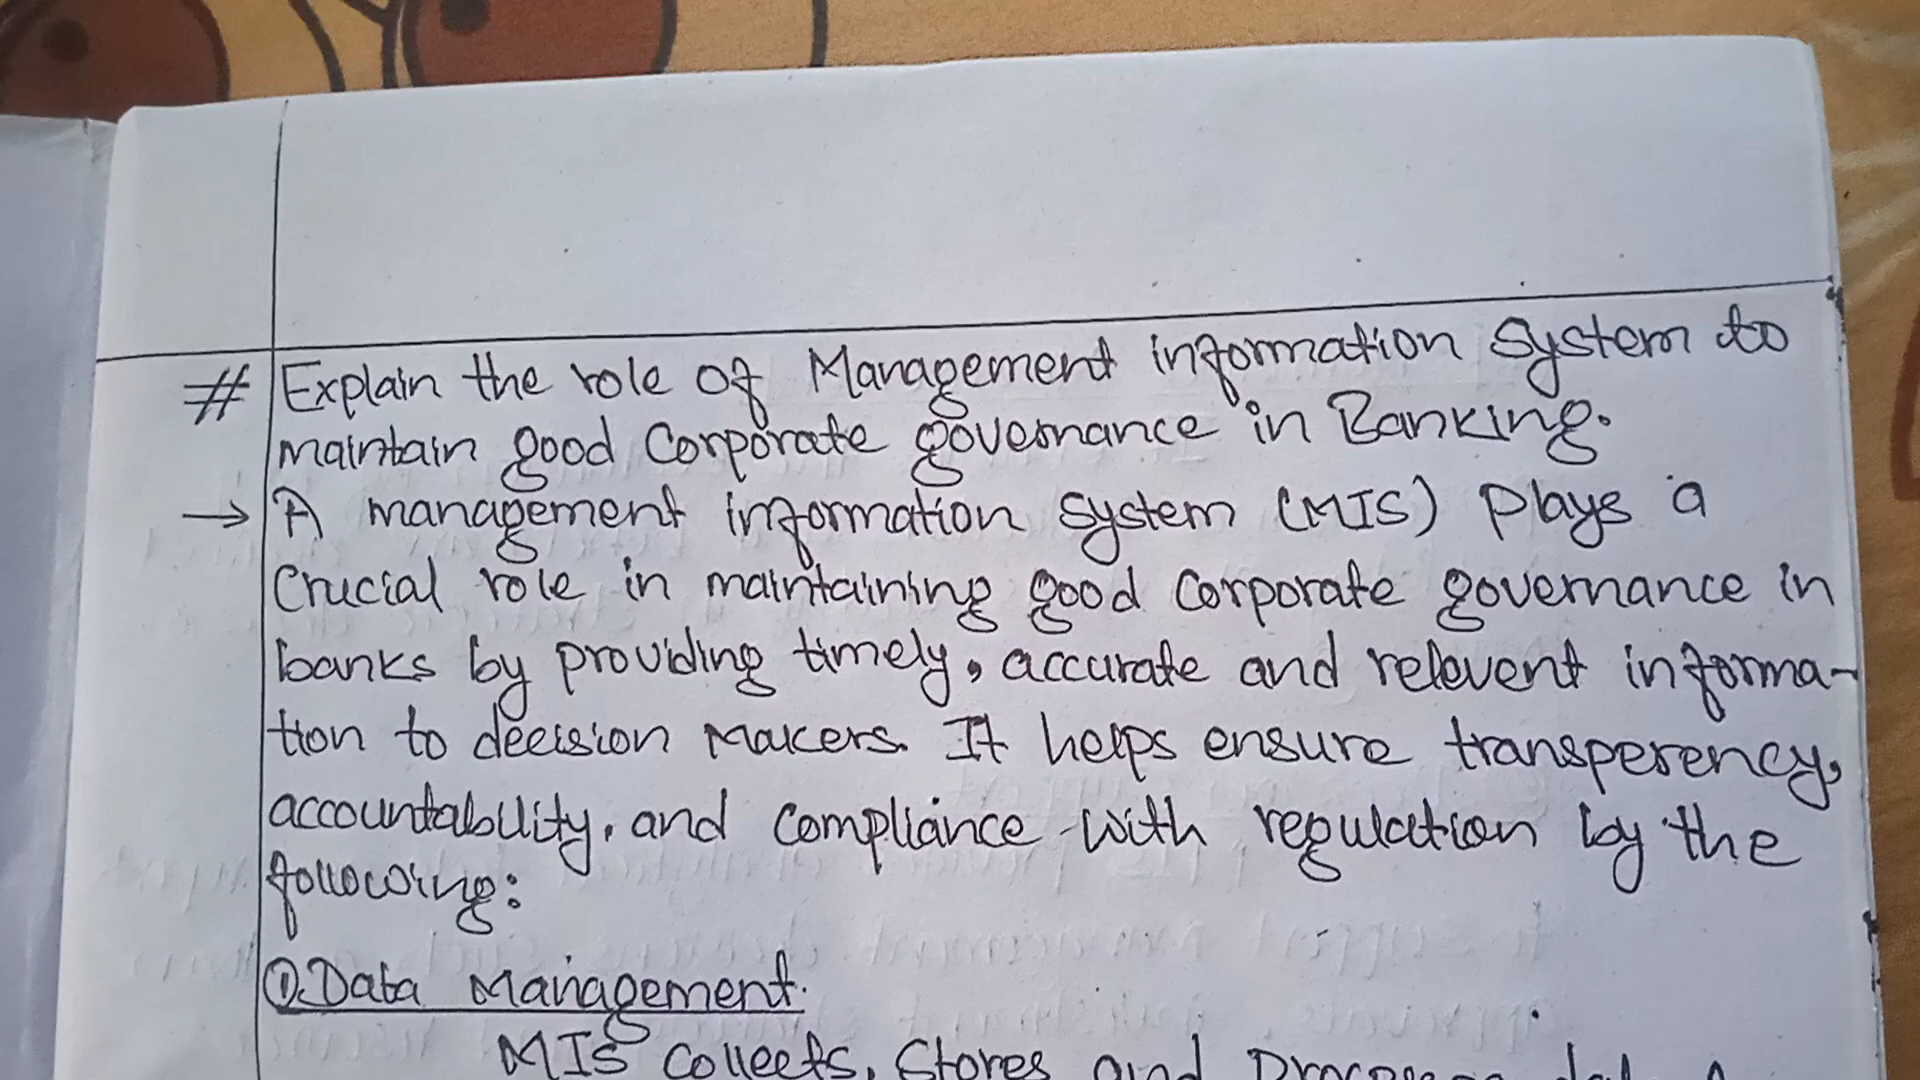 # Explain the role of Management information system to
maintain good Corporate governance in Banking.
→ A management information system (MIS) Plays a
Crucial role in maintaining good Corporate governance in
banks by providing timely, accurate and relevent informa-
tion to decision Makers. It helps ensure transperency,
accountability, and compliance with regulation by the
following:
①.Data Management.
MIS Collects, Stores and